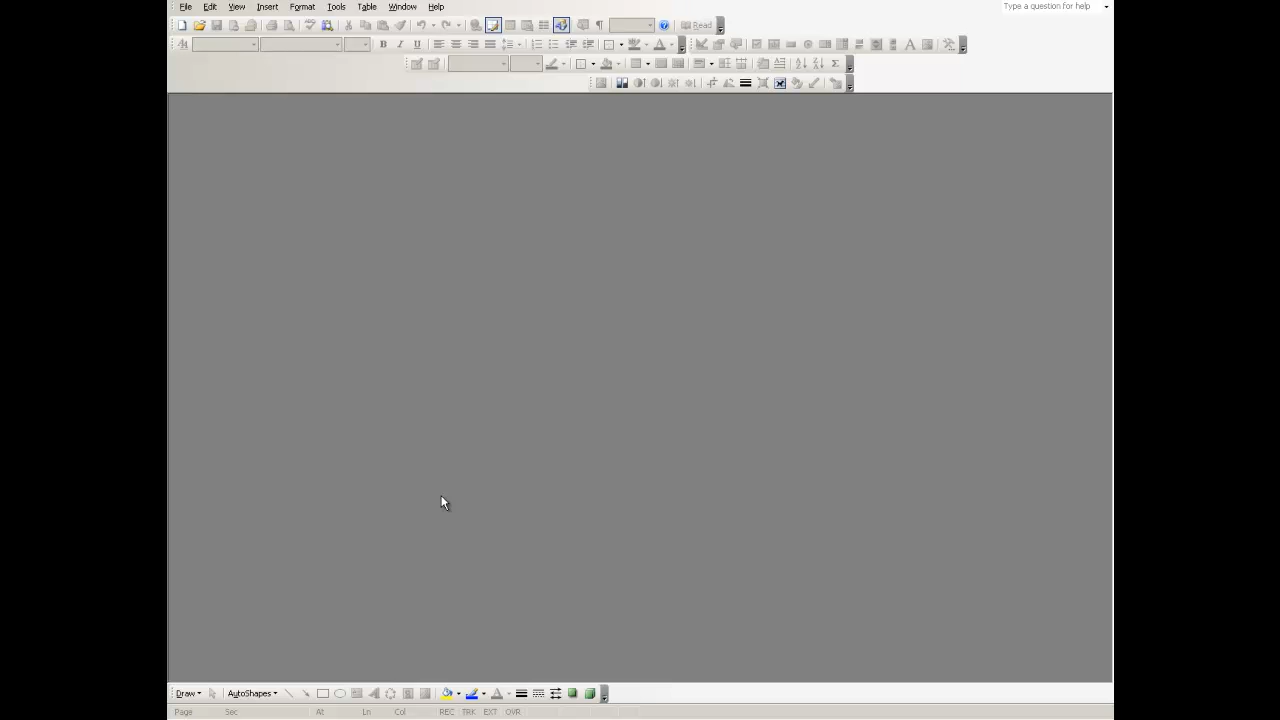 File Edit View Insert Format Tools Table Window Help Type a question for help
Read
B I U A A
Draw AutoShapes A
Page Sec At Ln Col REC TRK EXT OVR